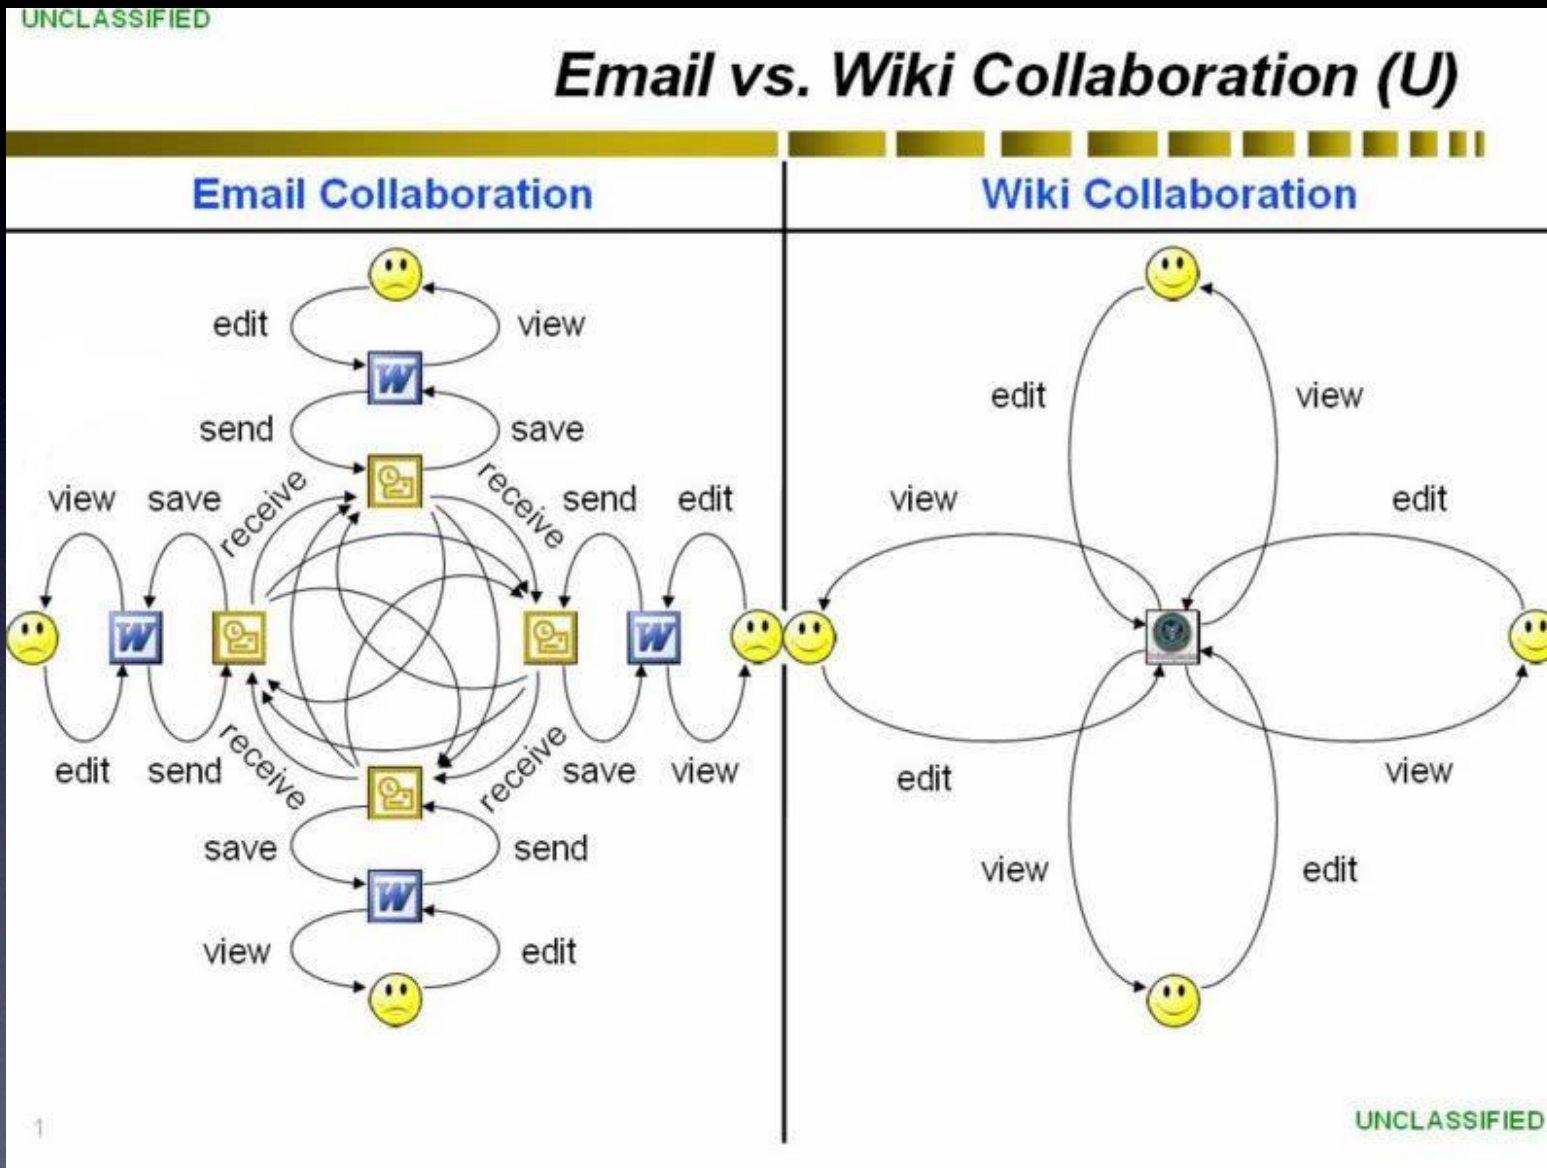 UNCLASSIFIED
Email vs. Wiki Collaboration (U)
Email Collaboration
edit
view
send
save
receive
receive
view
save
send
edit
edit
send
receive
receive
save
view
save
send
view
edit
Wiki Collaboration
edit
view
view
edit
edit
view
view
edit
1
UNCLASSIFIED